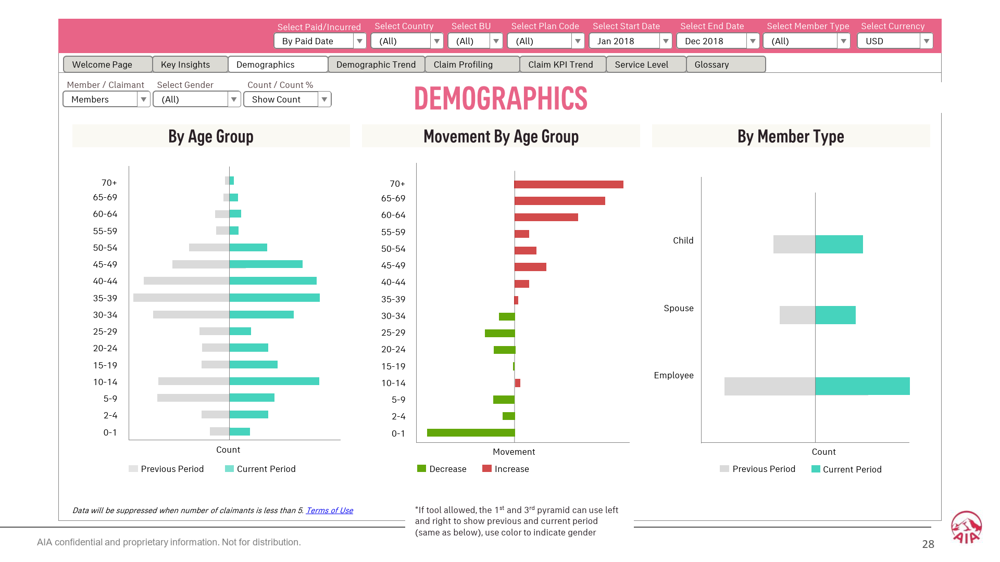 Select Paid/Incurred Select Country Select BU Select Plan Code Select Start Date Select End Date Select Member Type Select Currency
By Paid Date (All) (All) (All) Jan 2018 Dec 2018 (All) USD
Welcome Page Key Insights Demographics Demographic Trend Claim Profiling Claim KPI Trend Service Level Glossary
Member / Claimant Select Gender Count / Count %
Members (All) Show Count
DEMOGRAPHICS
By Age Group
70+
65-69
60-64
55-59
50-54
45-49
40-44
35-39
30-34
25-29
20-24
15-19
10-14
5-9
2-4
0-1
Count
Previous Period Current Period
Movement By Age Group
70+
65-69
60-64
55-59
50-54
45-49
40-44
35-39
30-34
25-29
20-24
15-19
10-14
5-9
2-4
0-1
Movement
Decrease Increase
By Member Type
Child
Spouse
Employee
Count
Previous Period Current Period
Data will be suppressed when number of claimants is less than 5. Terms of Use
*If tool allowed, the 1st and 3rd pyramid can use left
and right to show previous and current period
(same as below), use color to indicate gender
AIA confidential and proprietary information. Not for distribution.
28
AIA